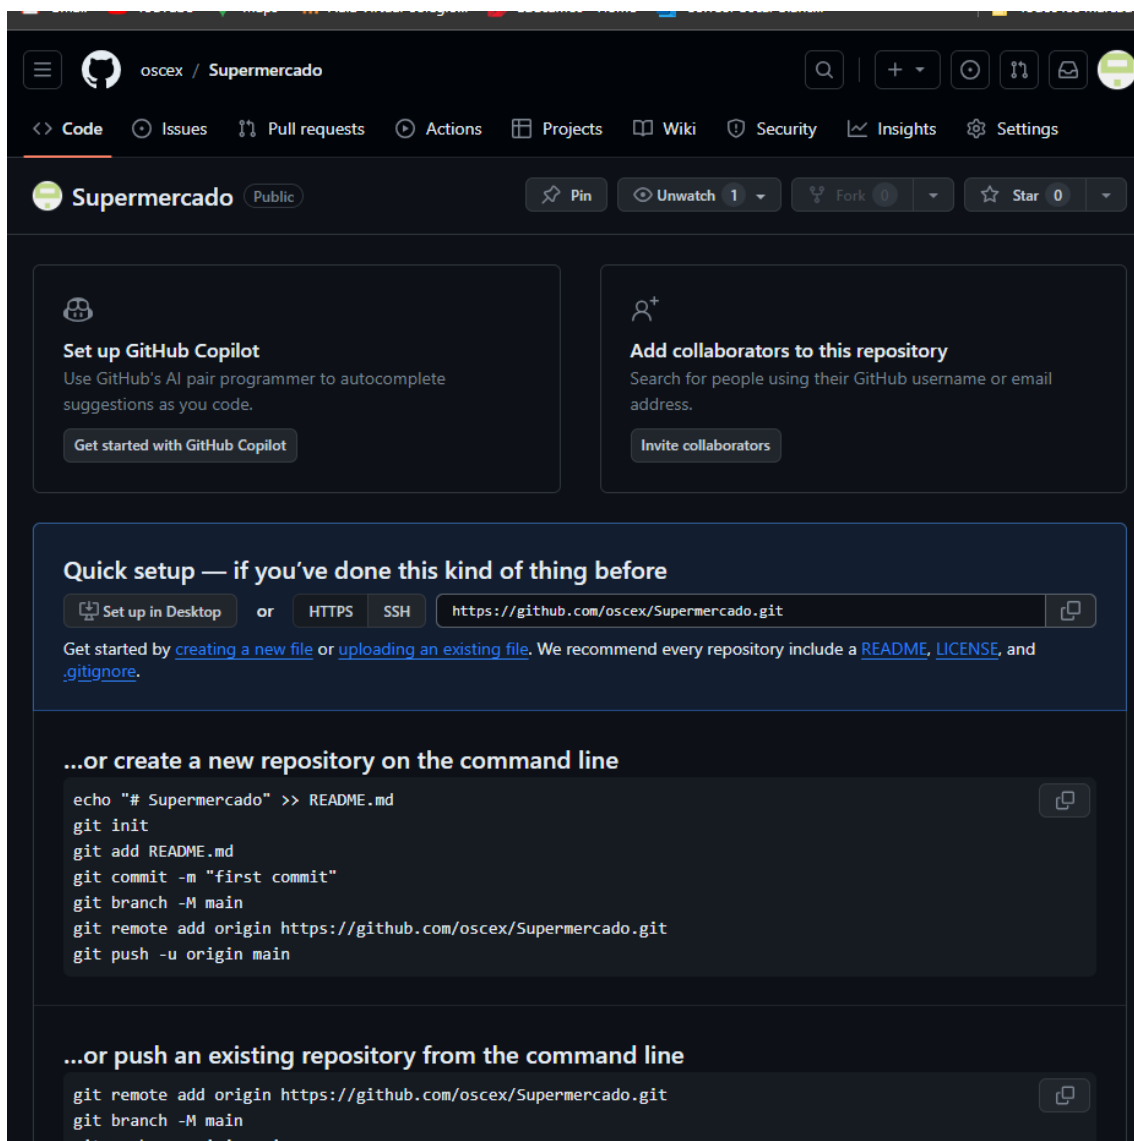 oscex / Supermercado
Code Issues Pull requests Actions Projects Wiki Security Insights Settings
Supermercado Public Pin Unwatch 1 Fork 0 Star 0
Set up GitHub Copilot
Use GitHub's AI pair programmer to autocomplete
suggestions as you code.
Get started with GitHub Copilot
Add collaborators to this repository
Search for people using their GitHub username or email
address.
Invite collaborators
Quick setup — if you’ve done this kind of thing before
Set up in Desktop or HTTPS SSH https://github.com/oscex/Supermercado.git
Get started by creating a new file or uploading an existing file. We recommend every repository include a README, LICENSE, and
.gitignore.
…or create a new repository on the command line
echo "# Supermercado" >> README.md
git init
git add README.md
git commit -m "first commit"
git branch -M main
git remote add origin https://github.com/oscex/Supermercado.git
git push -u origin main
…or push an existing repository from the command line
git remote add origin https://github.com/oscex/Supermercado.git
git branch -M main